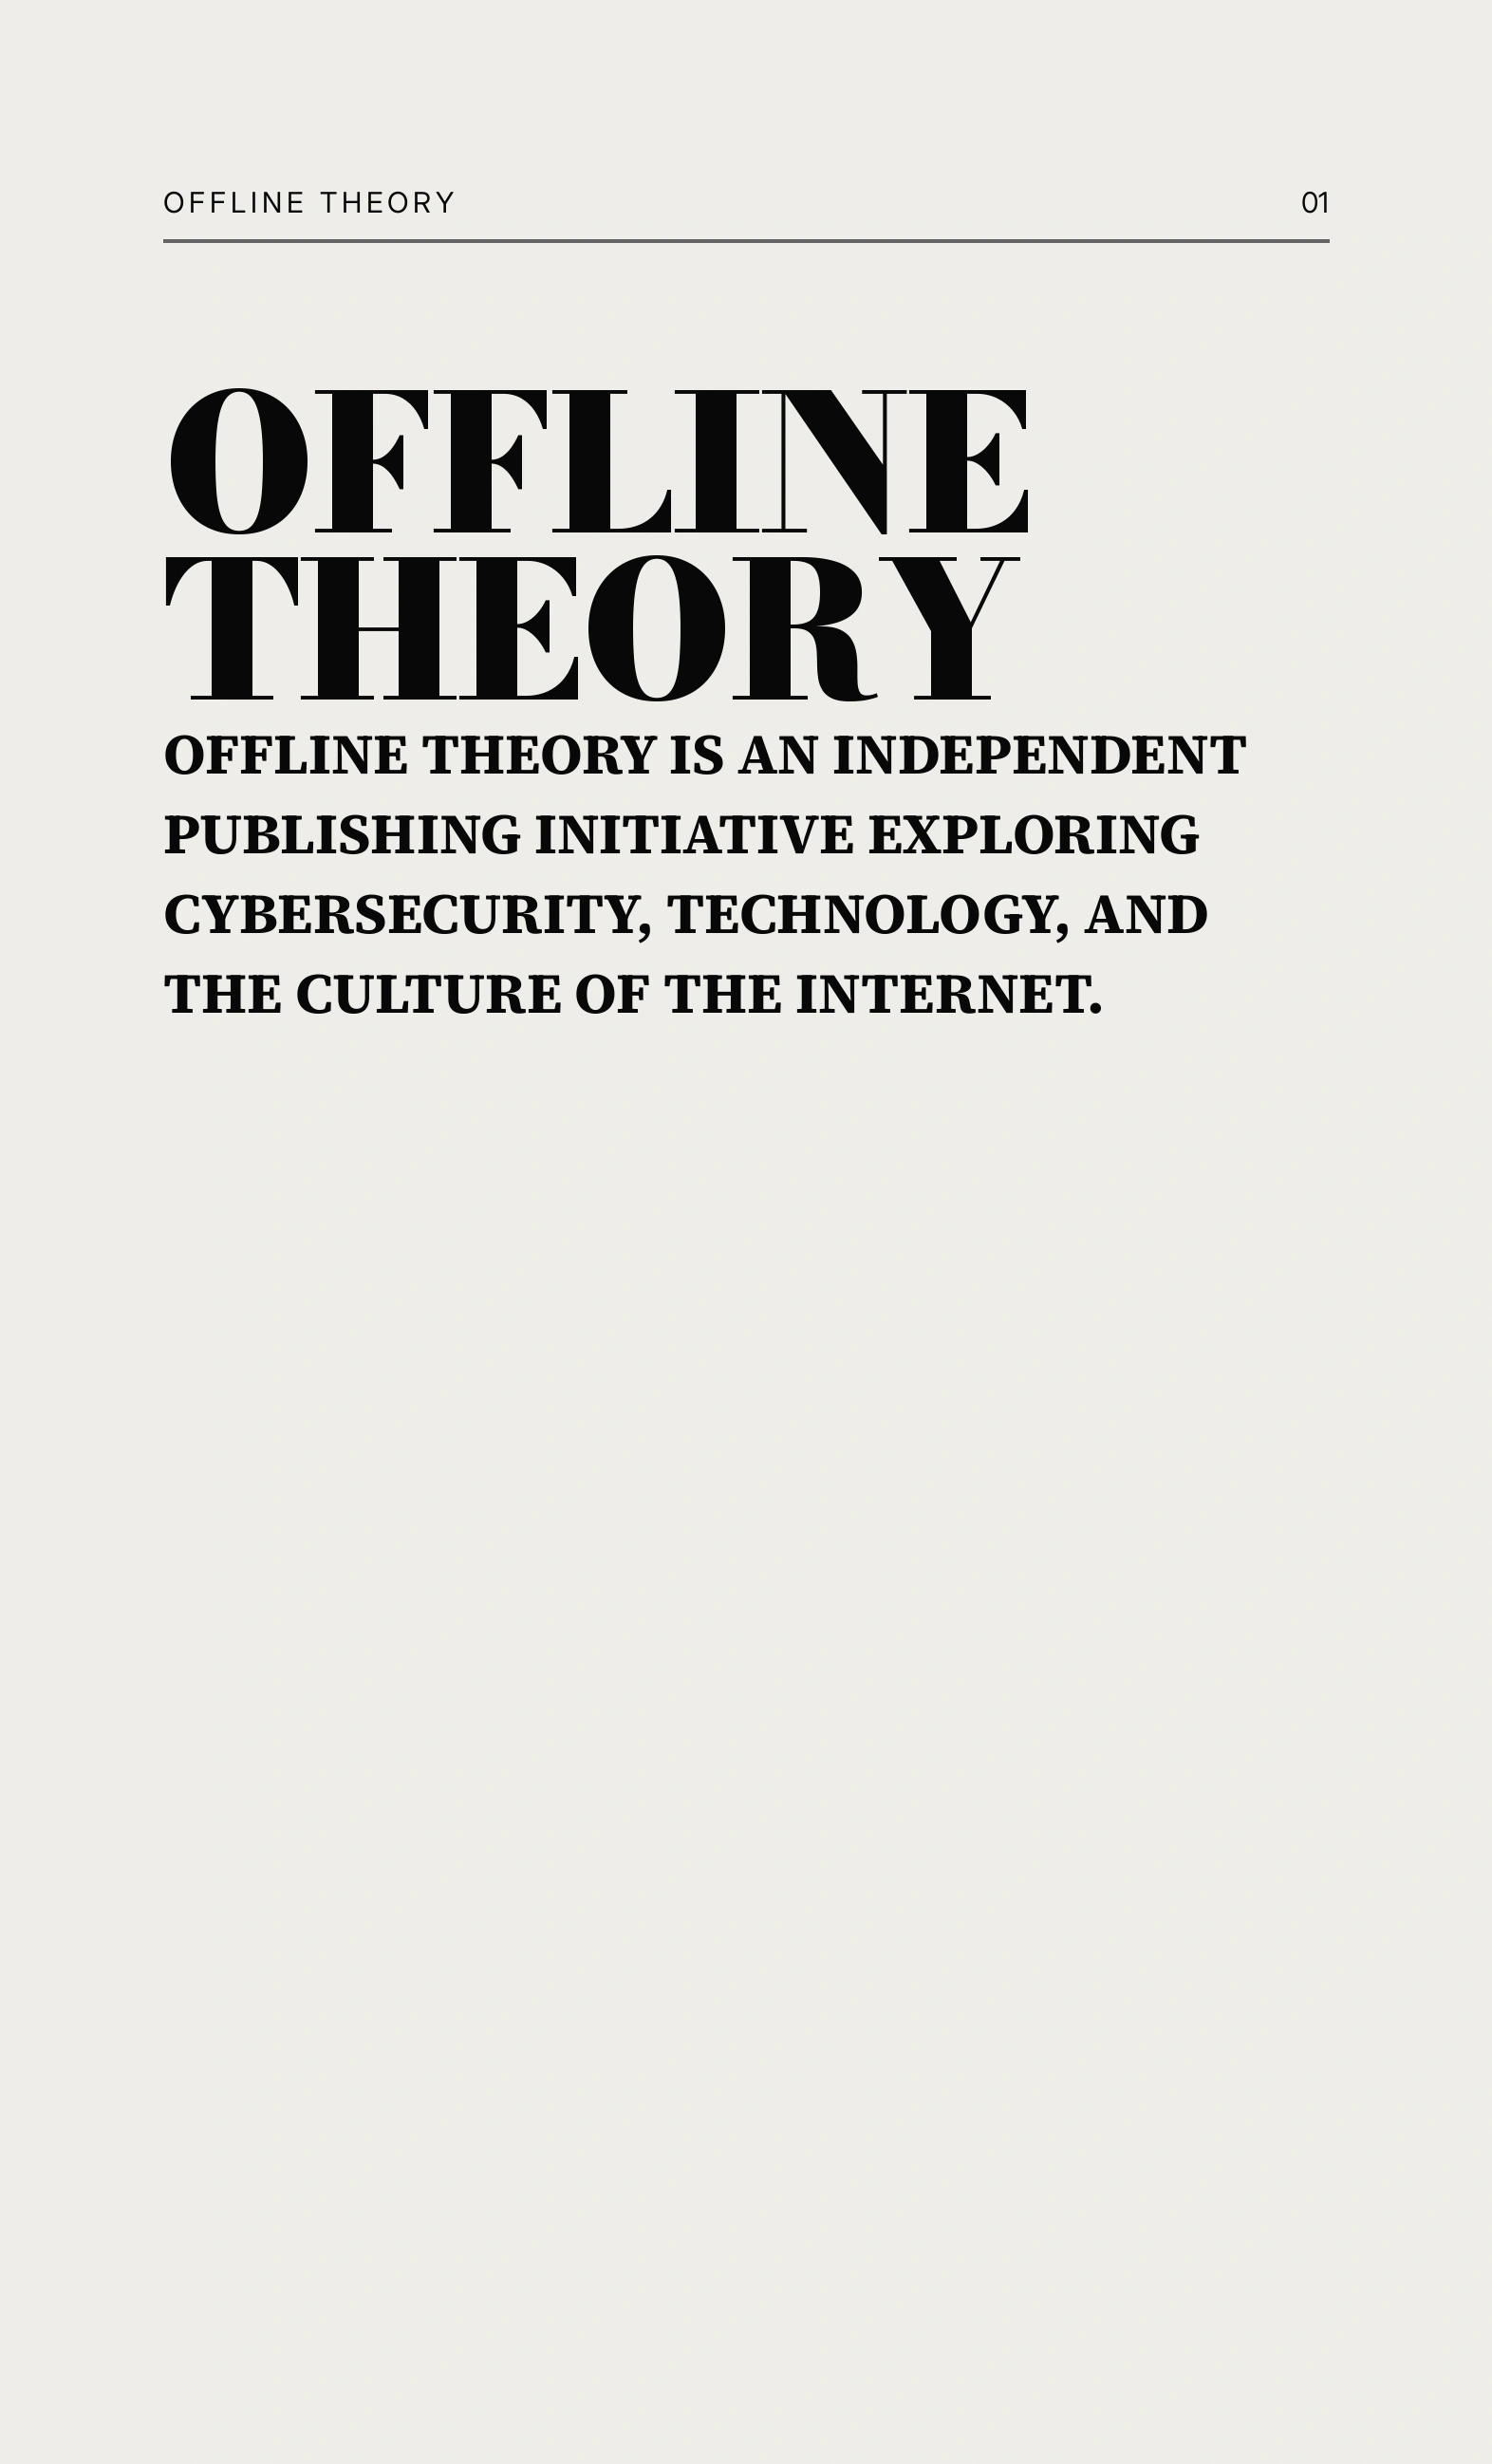 OFFLINE THEORY 01
OFFLINE
THEORY
OFFLINE THEORY IS AN INDEPENDENT
PUBLISHING INITIATIVE EXPLORING
CYBERSECURITY, TECHNOLOGY, AND
THE CULTURE OF THE INTERNET.